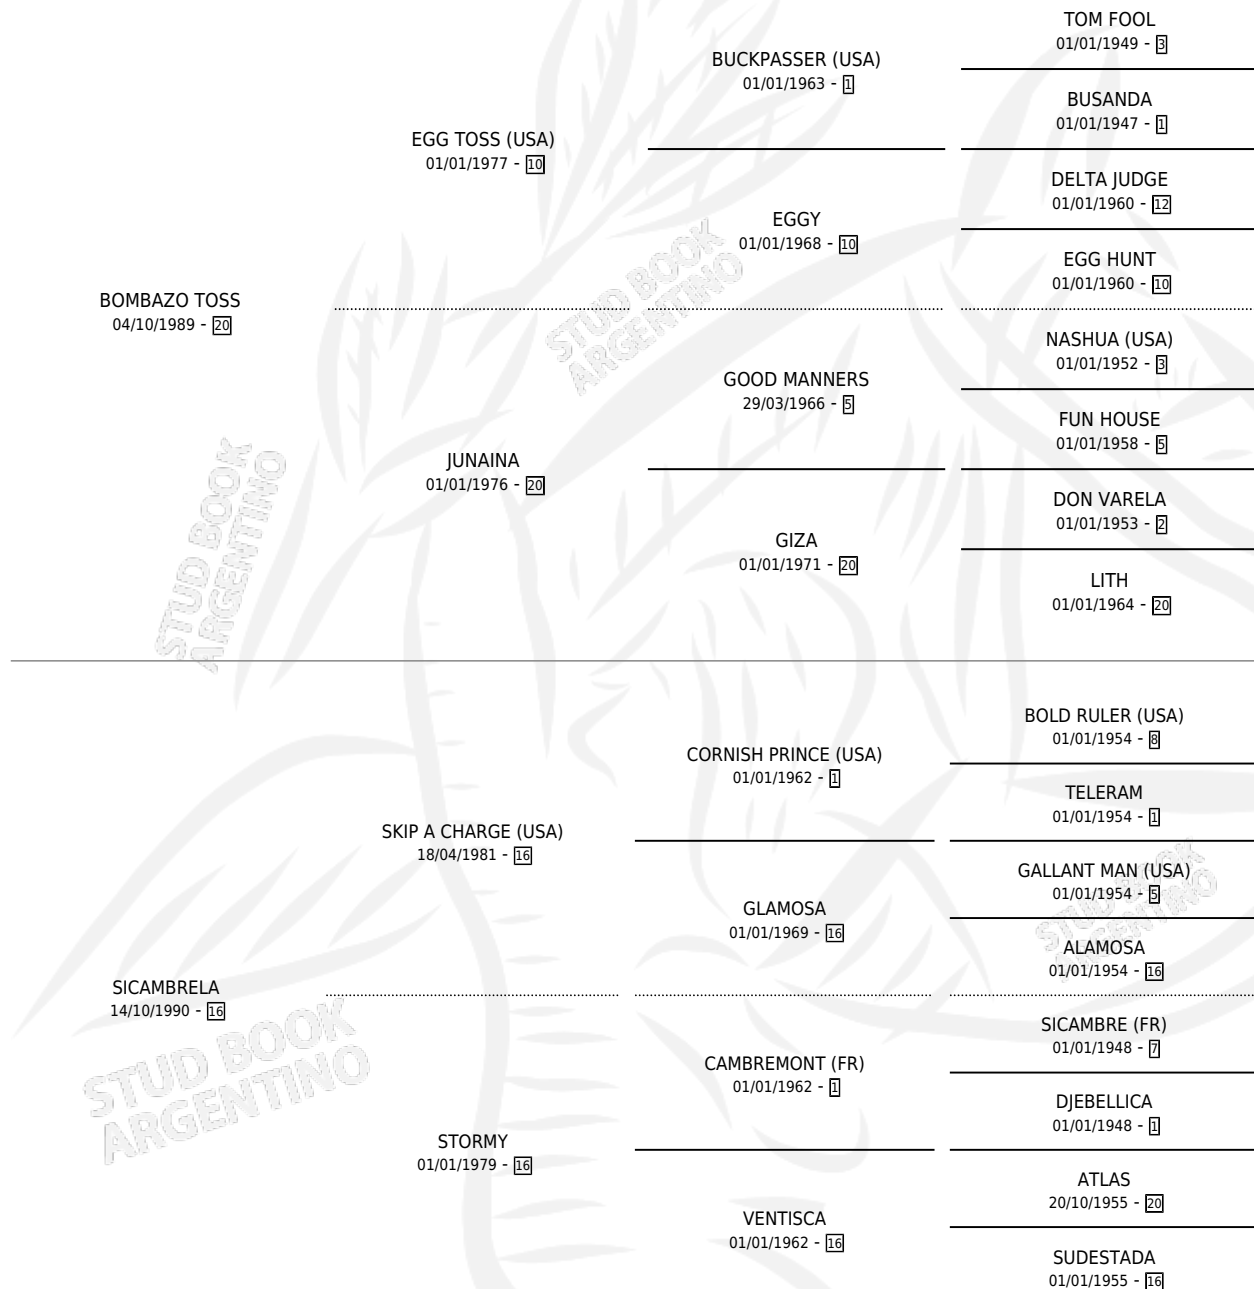 TOM FOOL
01/01/1949 - 3
BUCKPASSER (USA)
01/01/1963 - 1
BUSANDA
01/01/1947 - 1
EGG TOSS (USA)
01/01/1977 - 10
DELTA JUDGE
01/01/1960 - 12
EGGY
01/01/1968 - 10
EGG HUNT
01/01/1960 - 10
BOMBAZO TOSS
04/10/1989 - 20
STUD BOOK
ARGENTINO
NASHUA (USA)
01/01/1952 - 3
GOOD MANNERS
29/03/1966 - 5
FUN HOUSE
01/01/1958 - 5
JUNAINA
01/01/1976 - 20
DON VARELA
01/01/1953 - 2
GIZA
01/01/1971 - 20
LITH
01/01/1964 - 20
STUD BOOK
ARGENTINO
BOLD RULER (USA)
01/01/1954 - 8
CORNISH PRINCE (USA)
01/01/1962 - 1
TELERAM
01/01/1954 - 1
SKIP A CHARGE (USA)
18/04/1981 - 16
GALLANT MAN (USA)
01/01/1954 - 5
GLAMOSA
01/01/1969 - 16
ALAMOSA
01/01/1954 - 16
STUD BOOK
ARGENTINO
SICAMBRELA
14/10/1990 - 16
SICAMBRE (FR)
01/01/1948 - 7
CAMBREMONT (FR)
01/01/1962 - 1
DJEBELLICA
01/01/1948 - 1
STUD BOOK
ARGENTINO
STORMY
01/01/1979 - 16
ATLAS
20/10/1955 - 20
VENTISCA
01/01/1962 - 16
SUDESTADA
01/01/1955 - 16